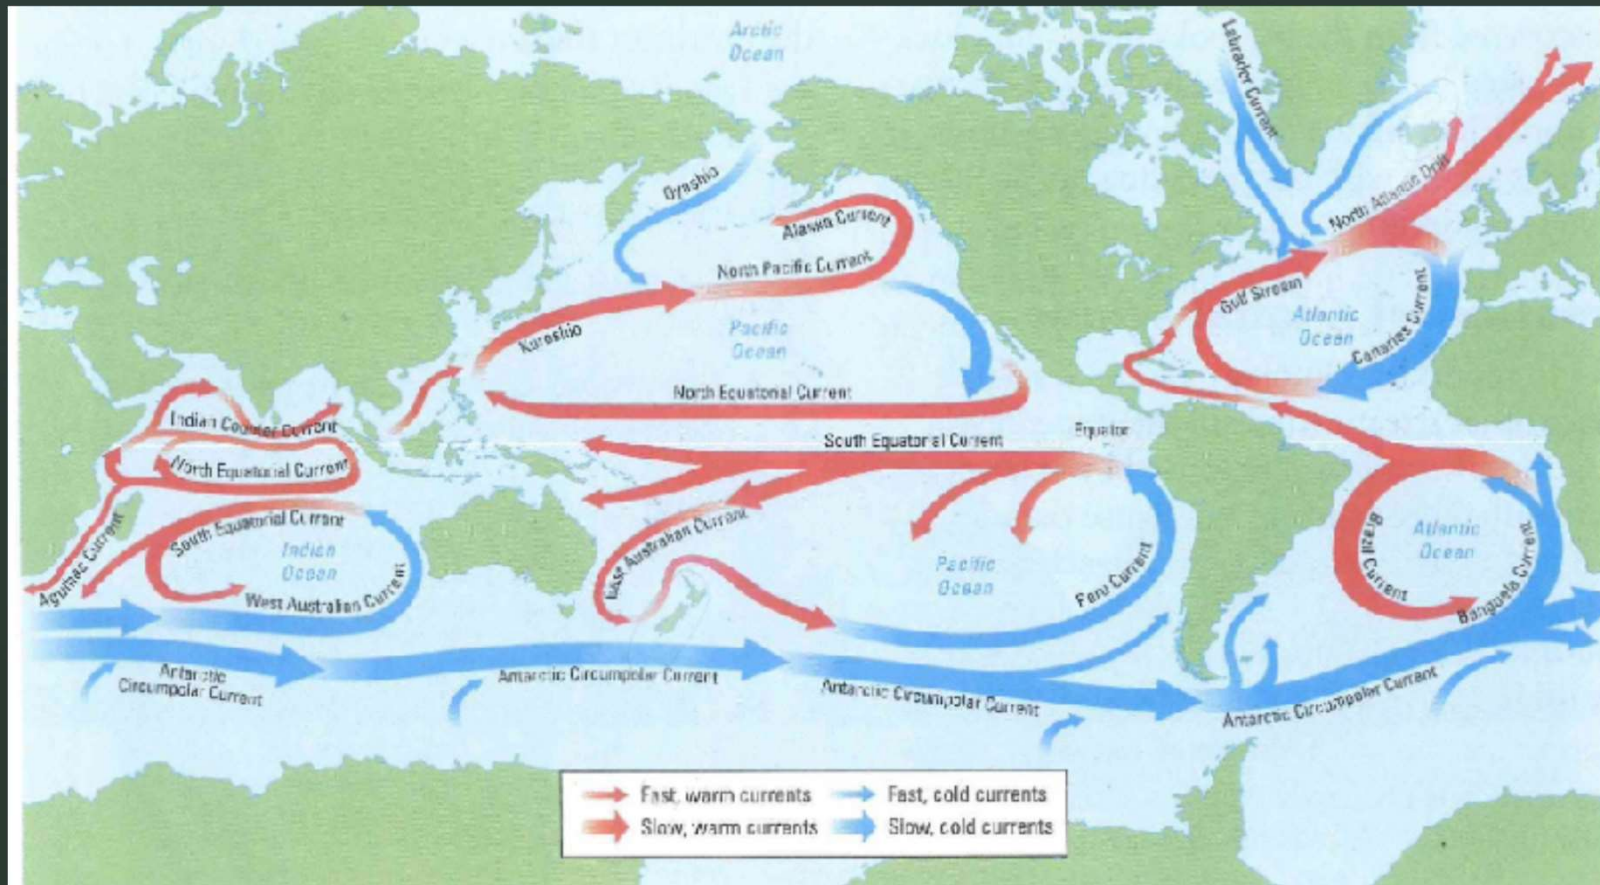 Arctic
Ocean
Labrador Current
Oyashio
Alaska Current
North Atlantic Drift
North Pacific Current
Gulf Stream
Kuroshio
Pacific
Ocean
Atlantic
Ocean
Canaries Current
North Equatorial Current
Indian Counter Current
South Equatorial Current
Equator
North Equatorial Current
South Equatorial Current
East Australian Current
Indian
Ocean
Agulhas Current
West Australian Current
Pacific
Ocean
Peru Current
Brazil Current
Atlantic
Ocean
Banguela Current
Antarctic
Circumpolar Current
Antarctic Circumpolar Current
Antarctic Circumpolar Current
Antarctic Circumpolar Current
Fast, warm currents
Fast, cold currents
Slow, warm currents
Slow, cold currents